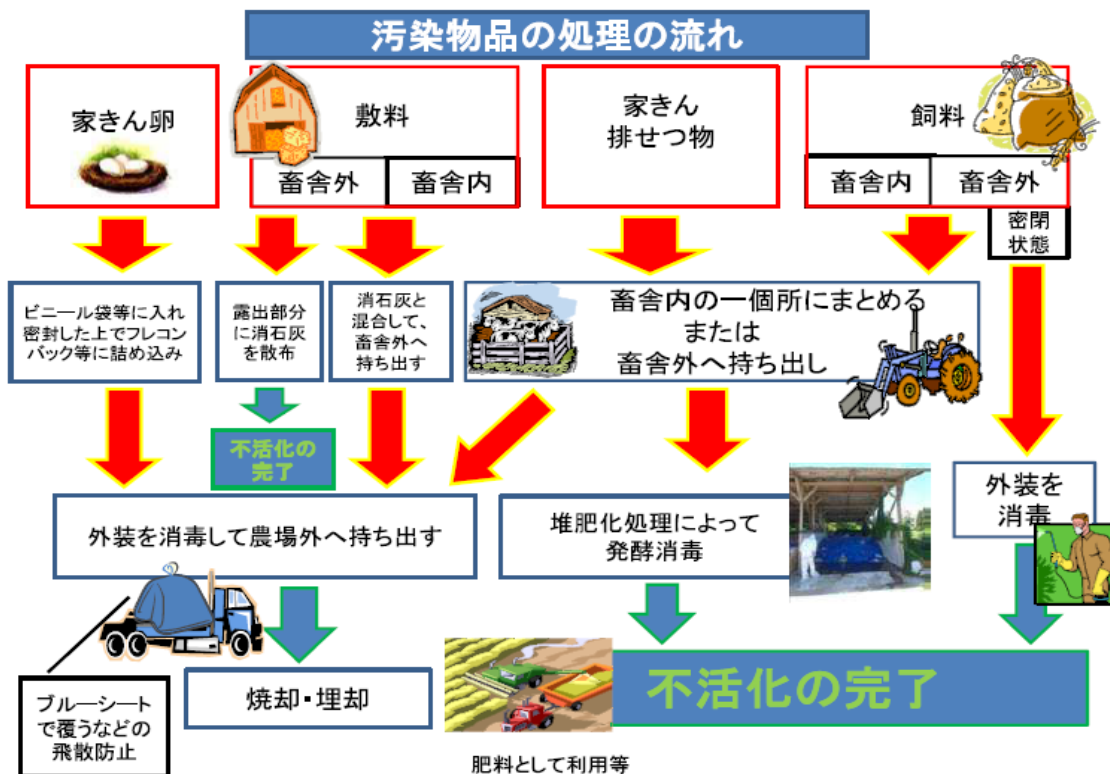 汚染物品の処理の流れ
家きん卵
敷料
畜舎外
畜舎内
家きん
排せつ物
飼料
畜舎内
畜舎外
密閉
状態
ビニール袋等に入れ
密封した上でフレコン
バック等に詰め込み
露出部分
に消石灰
を散布
消石灰と
混合して、
畜舎外へ
持ち出す
畜舎内の一個所にまとめる
または
畜舎外へ持ち出し
不活化の
完了
外装を消毒して農場外へ持ち出す
堆肥化処理によって
発酵消毒
外装を
消毒
ブルーシート
で覆うなどの
飛散防止
焼却・埋却
不活化の完了
肥料として利用等